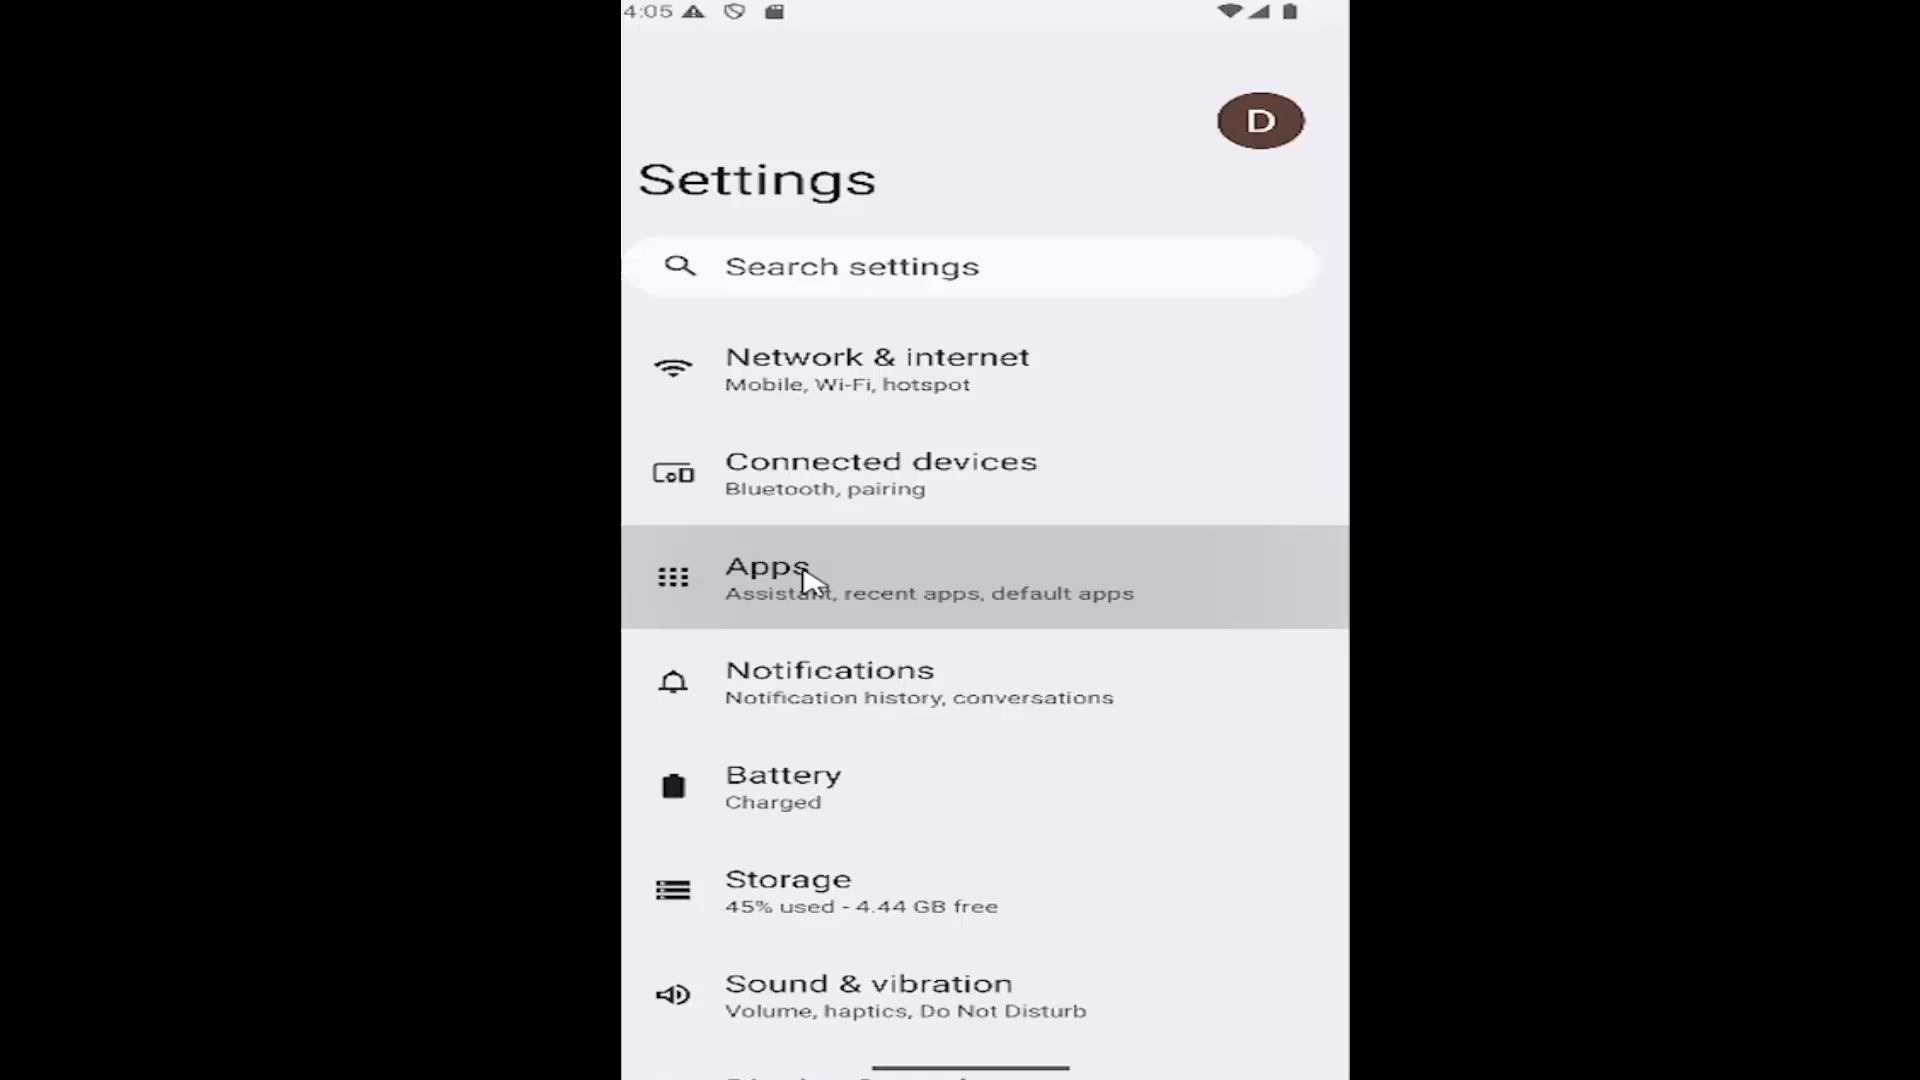 4:05
D
Settings
Search settings
Network & internet
Mobile, Wi-Fi, hotspot
Connected devices
Bluetooth, pairing
Apps
Assistant, recent apps, default apps
Notifications
Notification history, conversations
Battery
Charged
Storage
45% used - 4.44 GB free
Sound & vibration
Volume, haptics, Do Not Disturb